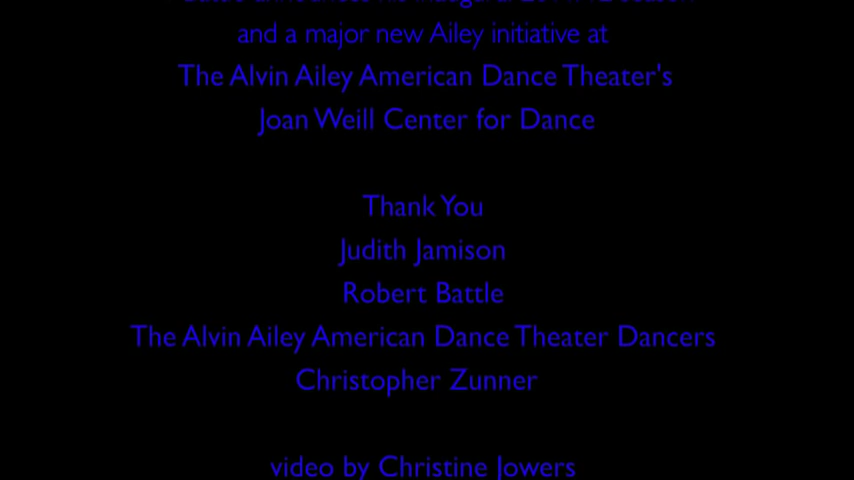 and a major new Ailey initiative at
The Alvin Ailey American Dance Theater's
Joan Weill Center for Dance
Thank You
Judith Jamison
Robert Battle
The Alvin Ailey American Dance Theater Dancers
Christopher Zunner
video by Christine Jowers